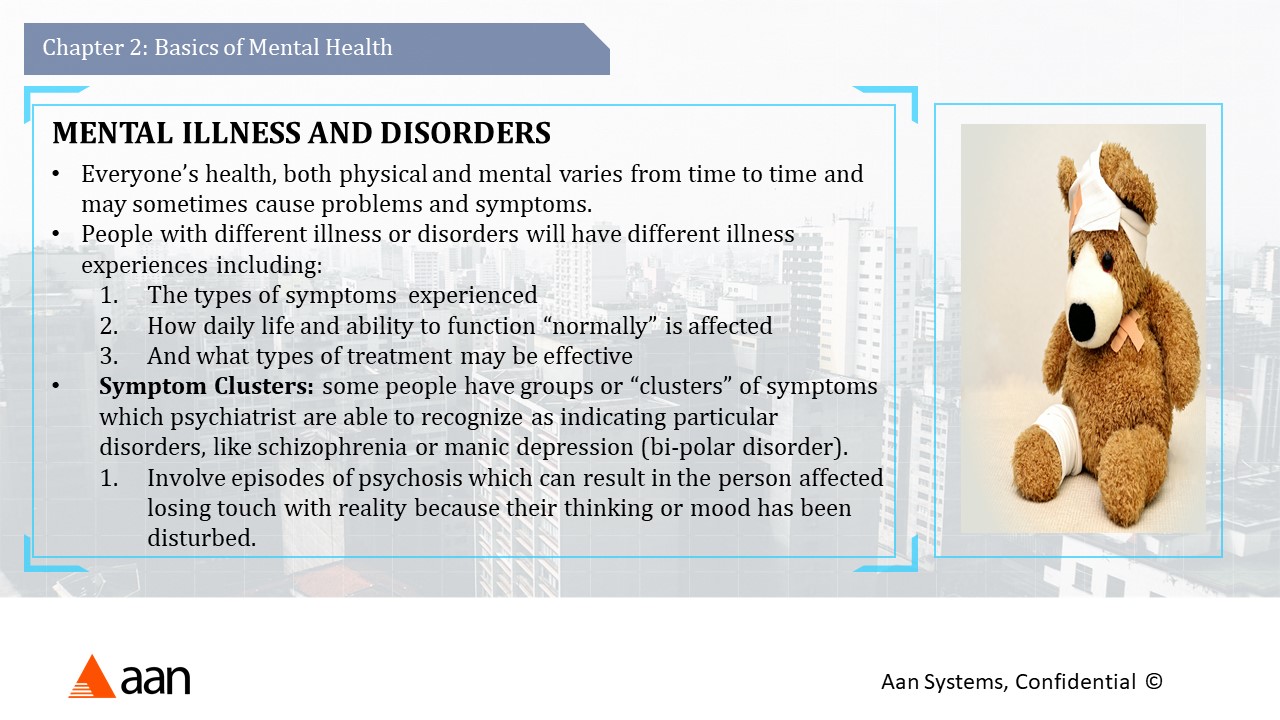 Chapter 2: Basics of Mental Health
MENTAL ILLNESS AND DISORDERS
• Everyone’s health, both physical and mental varies from time to time and
may sometimes cause problems and symptoms.
• People with different illness or disorders will have different illness
experiences including:
1. The types of symptoms experienced
2. How daily life and ability to function “normally” is affected
3. And what types of treatment may be effective
• Symptom Clusters: some people have groups or “clusters” of symptoms
which psychiatrist are able to recognize as indicating particular
disorders, like schizophrenia or manic depression (bi-polar disorder).
1. Involve episodes of psychosis which can result in the person affected
losing touch with reality because their thinking or mood has been
disturbed.
aan
Aan Systems, Confidential ©